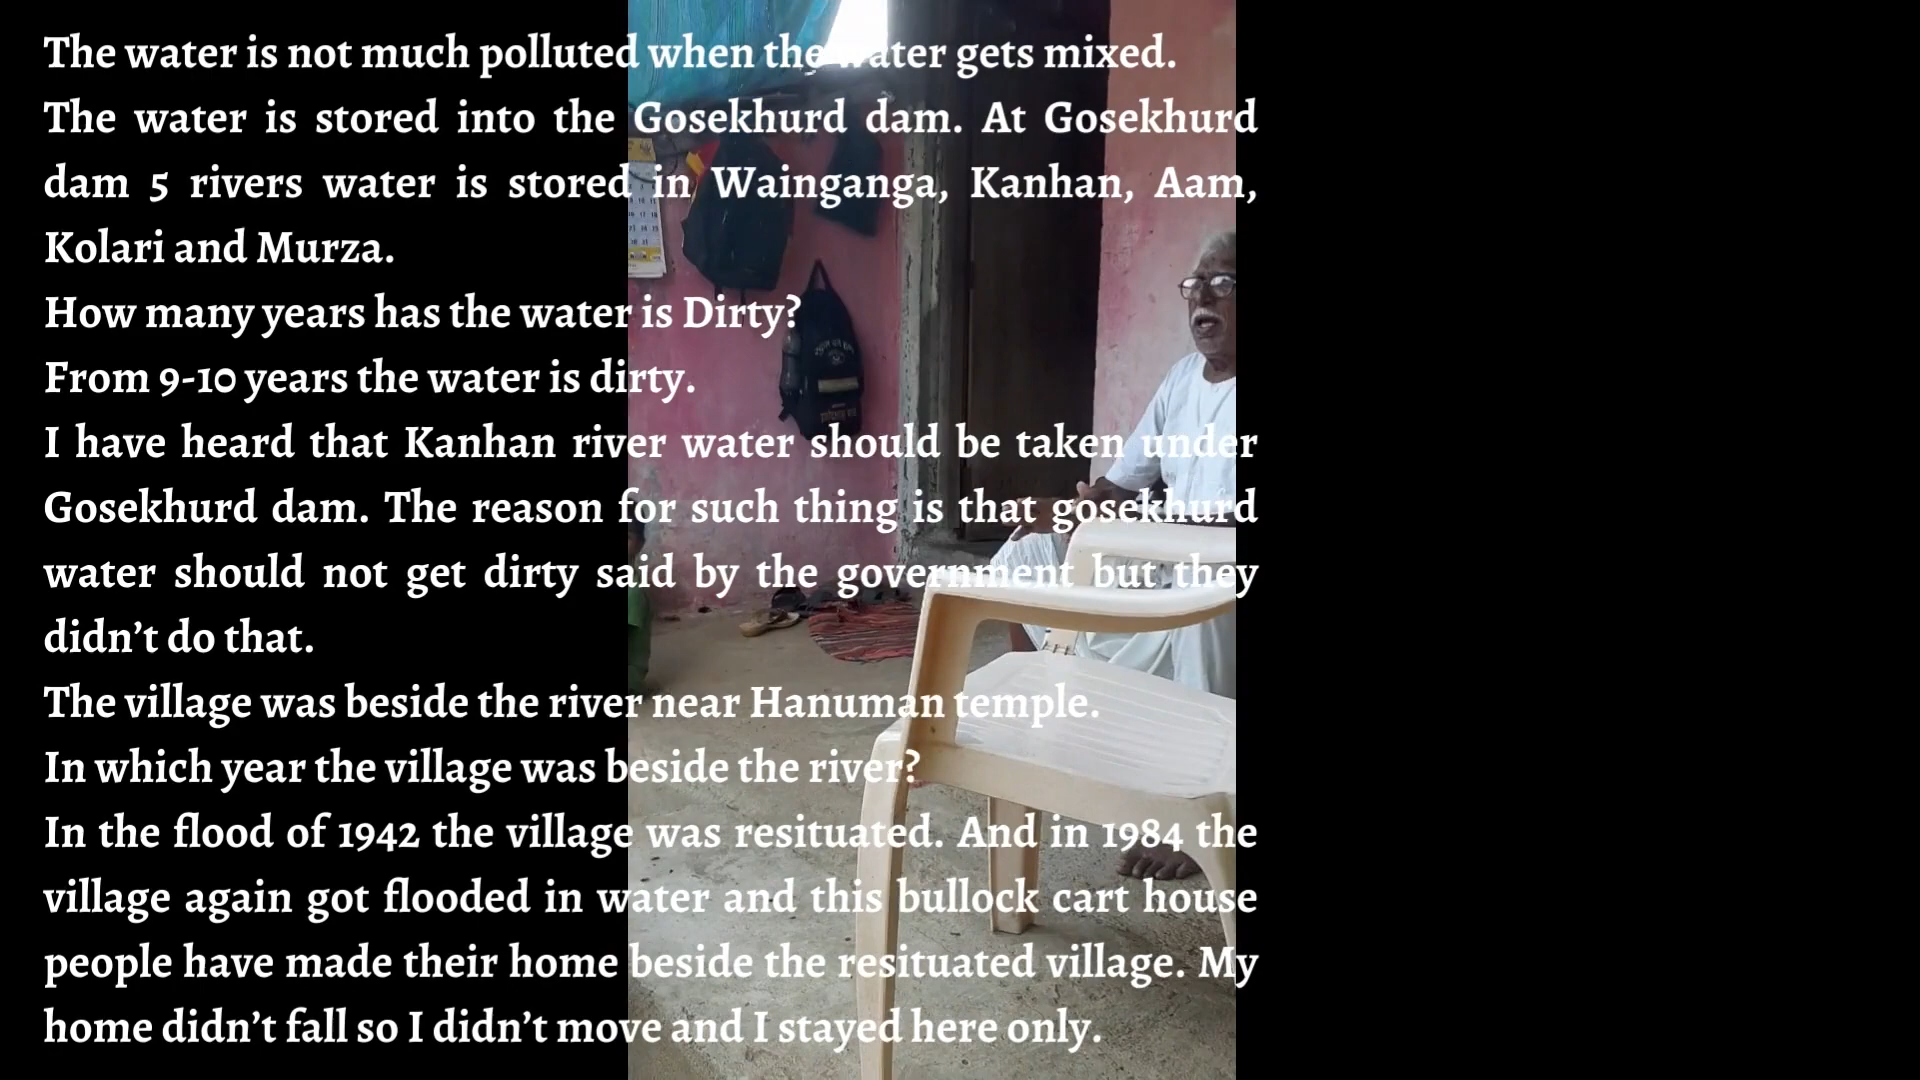 The water is not much polluted when the water gets mixed.
The water is stored into the Gosekhurd dam. At Gosekhurd
dam 5 rivers water is stored in Wainganga, Kanhan, Aam,
Kolari and Murza.
How many years has the water is Dirty?
From 9-10 years the water is dirty.
I have heard that Kanhan river water should be taken under
Gosekhurd dam. The reason for such thing is that gosekhurd
water should not get dirty said by the government but they
didn't do that.
The village was beside the river near Hanuman temple.
In which year the village was beside the river?
In the flood of 1942 the village was resituated. And in 1984 the
village again got flooded in water and this bullock cart house
people have made their home beside the resituated village. My
home didn't fall so I didn't move and I stayed here only.